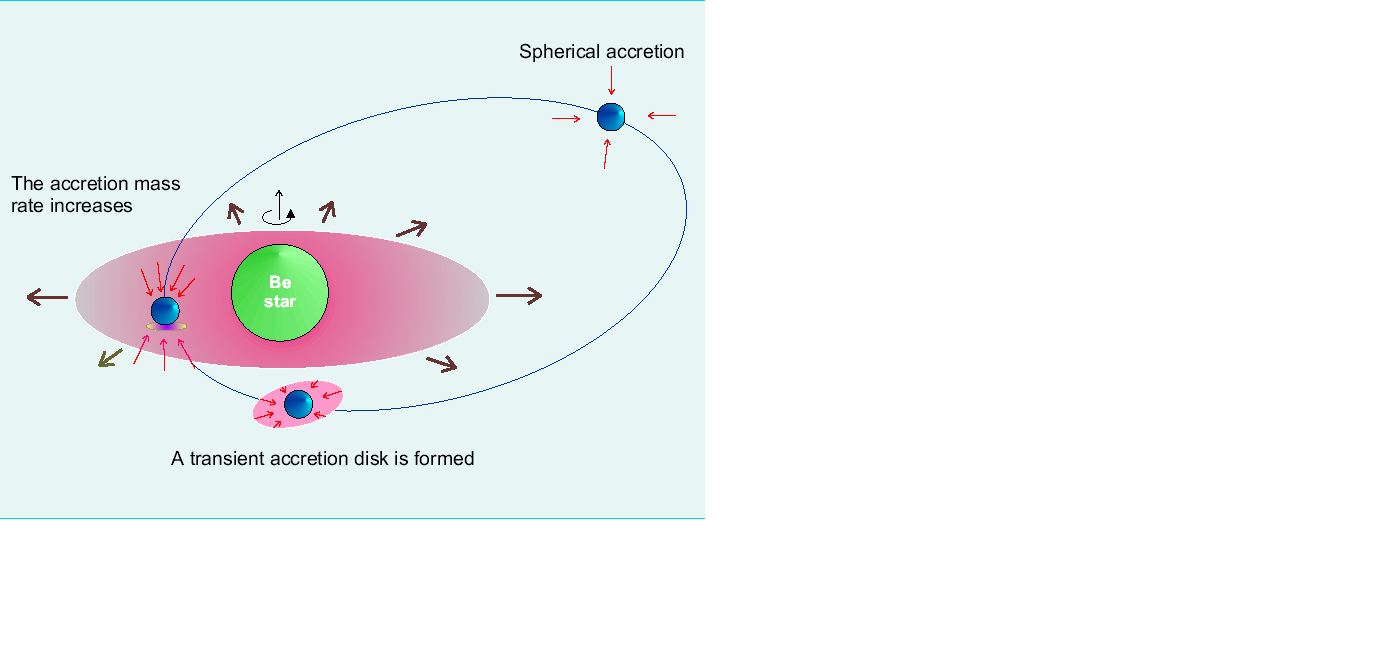 Spherical accretion
The accretion mass
rate increases
Be
star
A transient accretion disk is formed